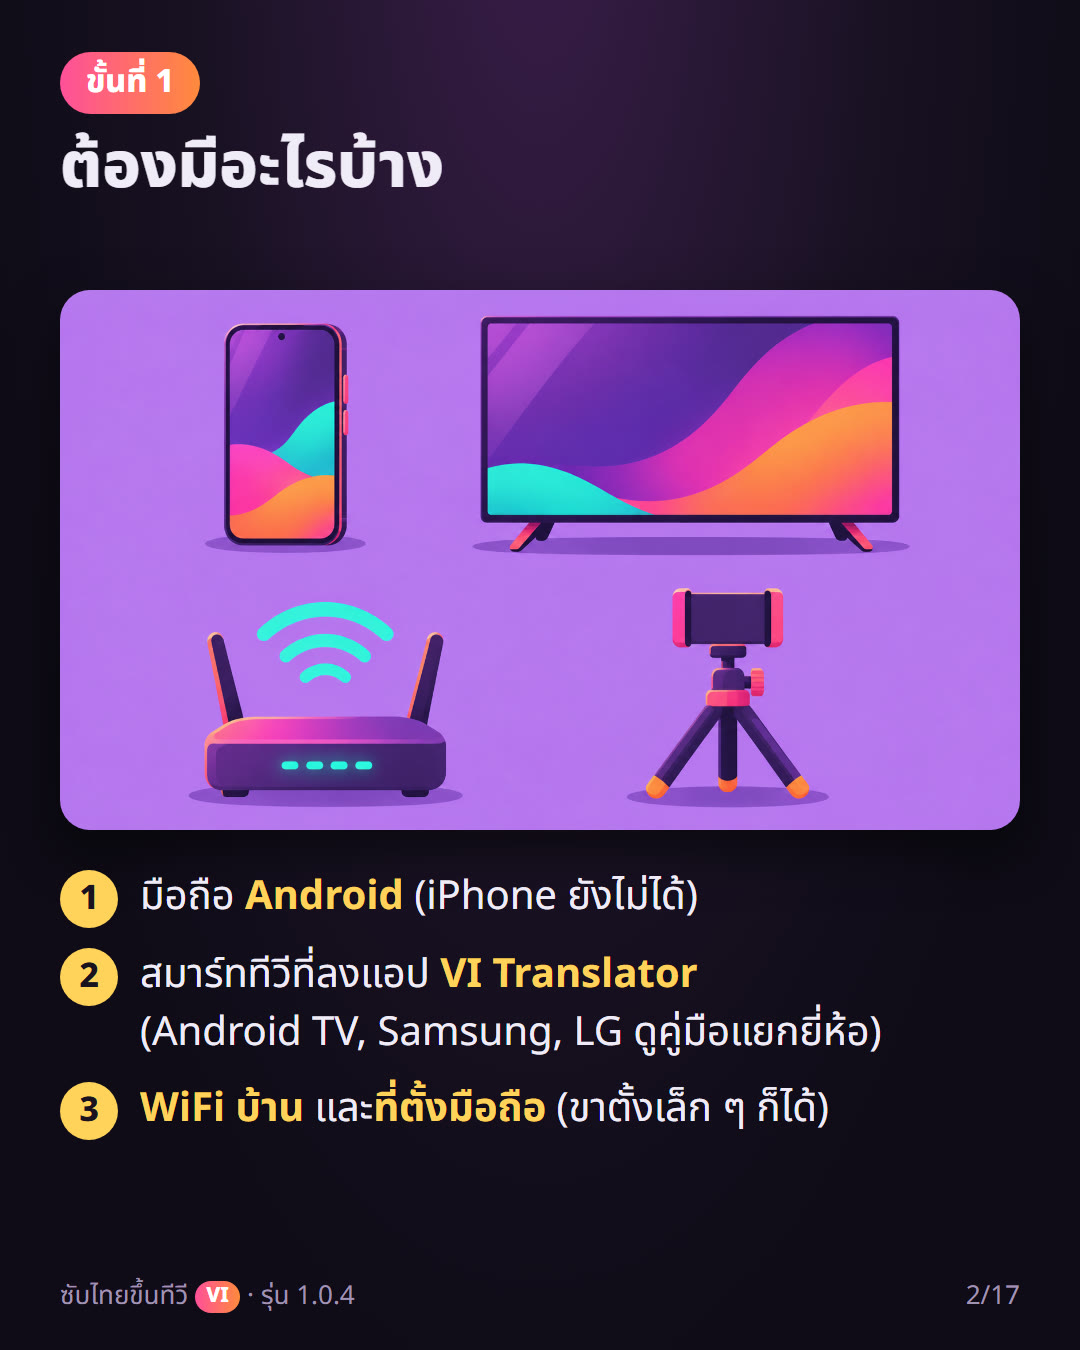 ขั้นที่ 1
ต้องมีอะไรบ้าง
1 มือถือ Android (iPhone ยังไม่ได้)
2 สมาร์ททีวีที่ลงแอป VI Translator
(Android TV, Samsung, LG ดูคู่มือแยกยี่ห้อ)
3 WiFi บ้าน และที่ตั้งมือถือ (ขาตั้งเล็ก ๆ ก็ได้)
ซับไทยขึ้นทีวี VI · รุ่น 1.0.4 2/17